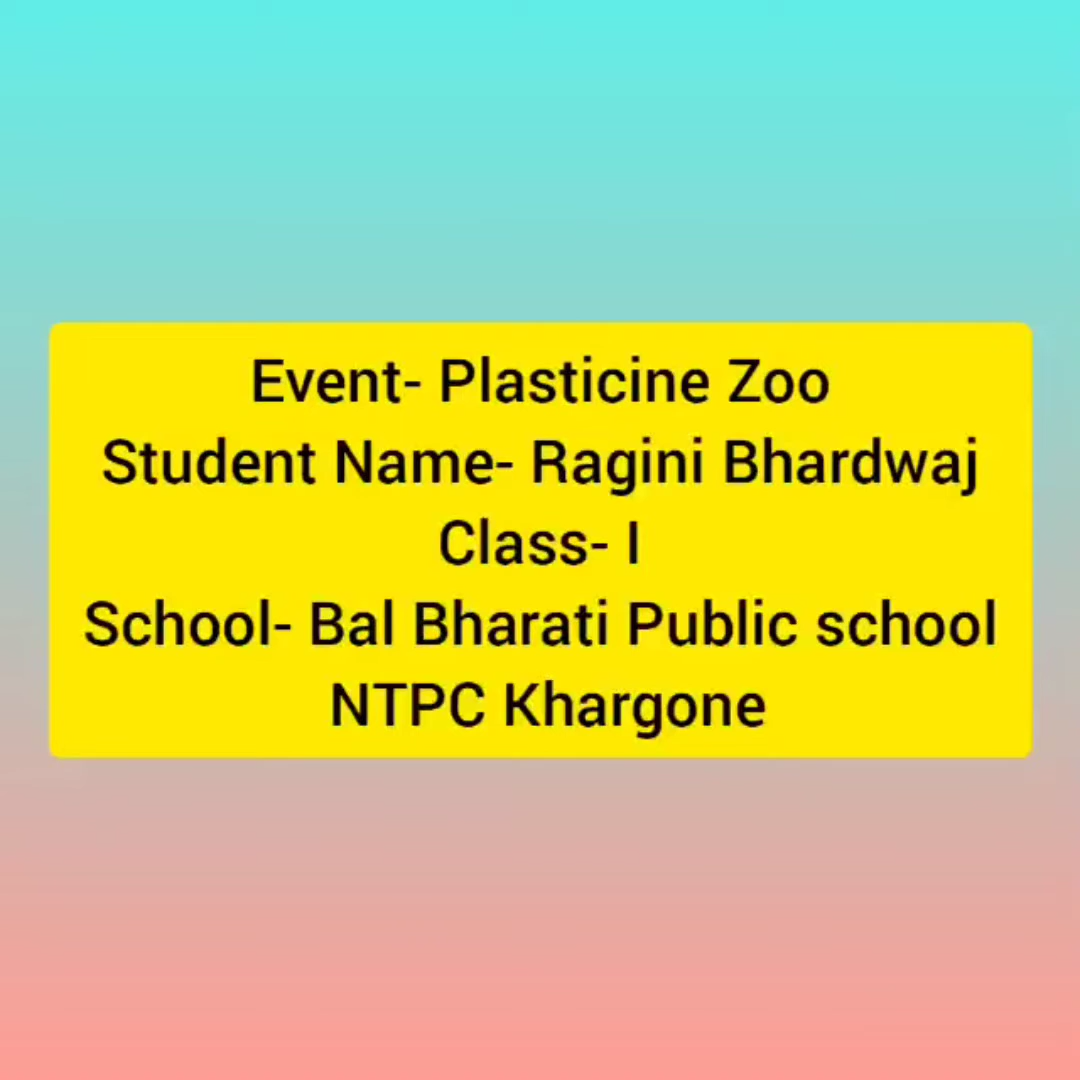 Event- Plasticine Zoo
Student Name- Ragini Bhardwaj
Class- I
School- Bal Bharati Public school
NTPC Khargone